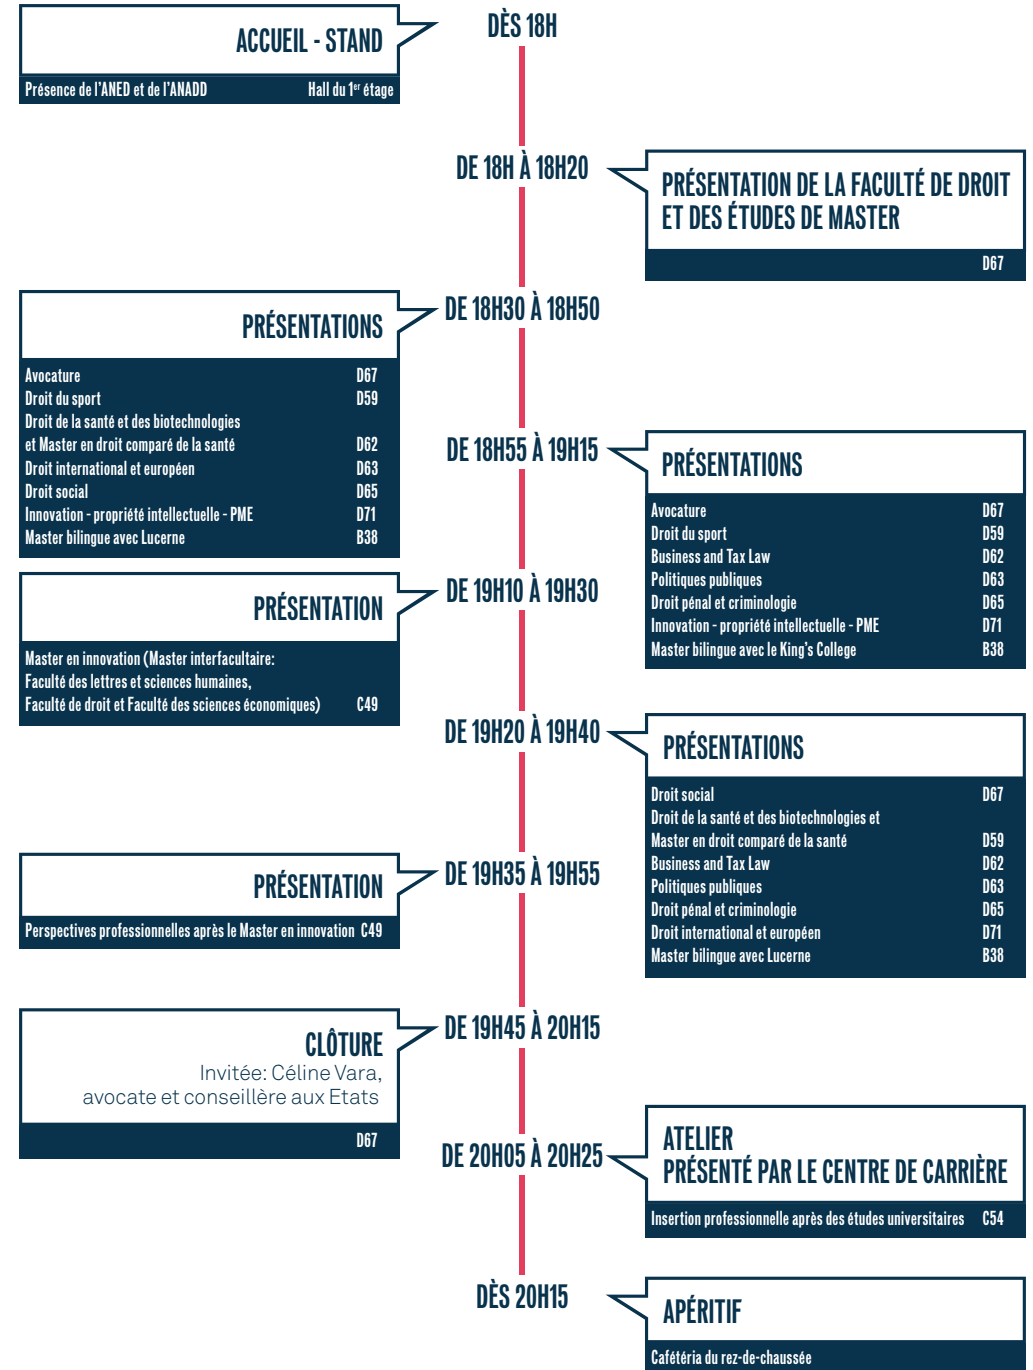 DÈS 18H
ACCUEIL - STAND
Présence de l'ANED et de l'ANADD Hall du 1er étage
DE 18H À 18H20
PRÉSENTATION DE LA FACULTÉ DE DROIT
ET DES ÉTUDES DE MASTER
D67
DE 18H30 À 18H50
PRÉSENTATIONS
Avocature D67
Droit du sport D59
Droit de la santé et des biotechnologies
et Master en droit comparé de la santé D62
Droit international et européen D63
Droit social D65
Innovation - propriété intellectuelle - PME D71
Master bilingue avec Lucerne B38
DE 18H55 À 19H15
PRÉSENTATIONS
Avocature D67
Droit du sport D59
Business and Tax Law D62
Politiques publiques D63
Droit pénal et criminologie D65
Innovation - propriété intellectuelle - PME D71
Master bilingue avec le King's College B38
DE 19H10 À 19H30
PRÉSENTATION
Master en innovation (Master interfacultaire:
Faculté des lettres et sciences humaines,
Faculté de droit et Faculté des sciences économiques) C49
DE 19H20 À 19H40
PRÉSENTATIONS
Droit social D67
Droit de la santé et des biotechnologies et
Master en droit comparé de la santé D59
Business and Tax Law D62
Politiques publiques D63
Droit pénal et criminologie D65
Droit international et européen D71
Master bilingue avec Lucerne B38
DE 19H35 À 19H55
PRÉSENTATION
Perspectives professionnelles après le Master en innovation C49
DE 19H45 À 20H15
CLÔTURE
Invitée: Céline Vara,
avocate et conseillère aux Etats
D67
DE 20H05 À 20H25
ATELIER
PRÉSENTÉ PAR LE CENTRE DE CARRIÈRE
Insertion professionnelle après des études universitaires C54
DÈS 20H15
APÉRITIF
Cafétéria du rez-de-chaussée